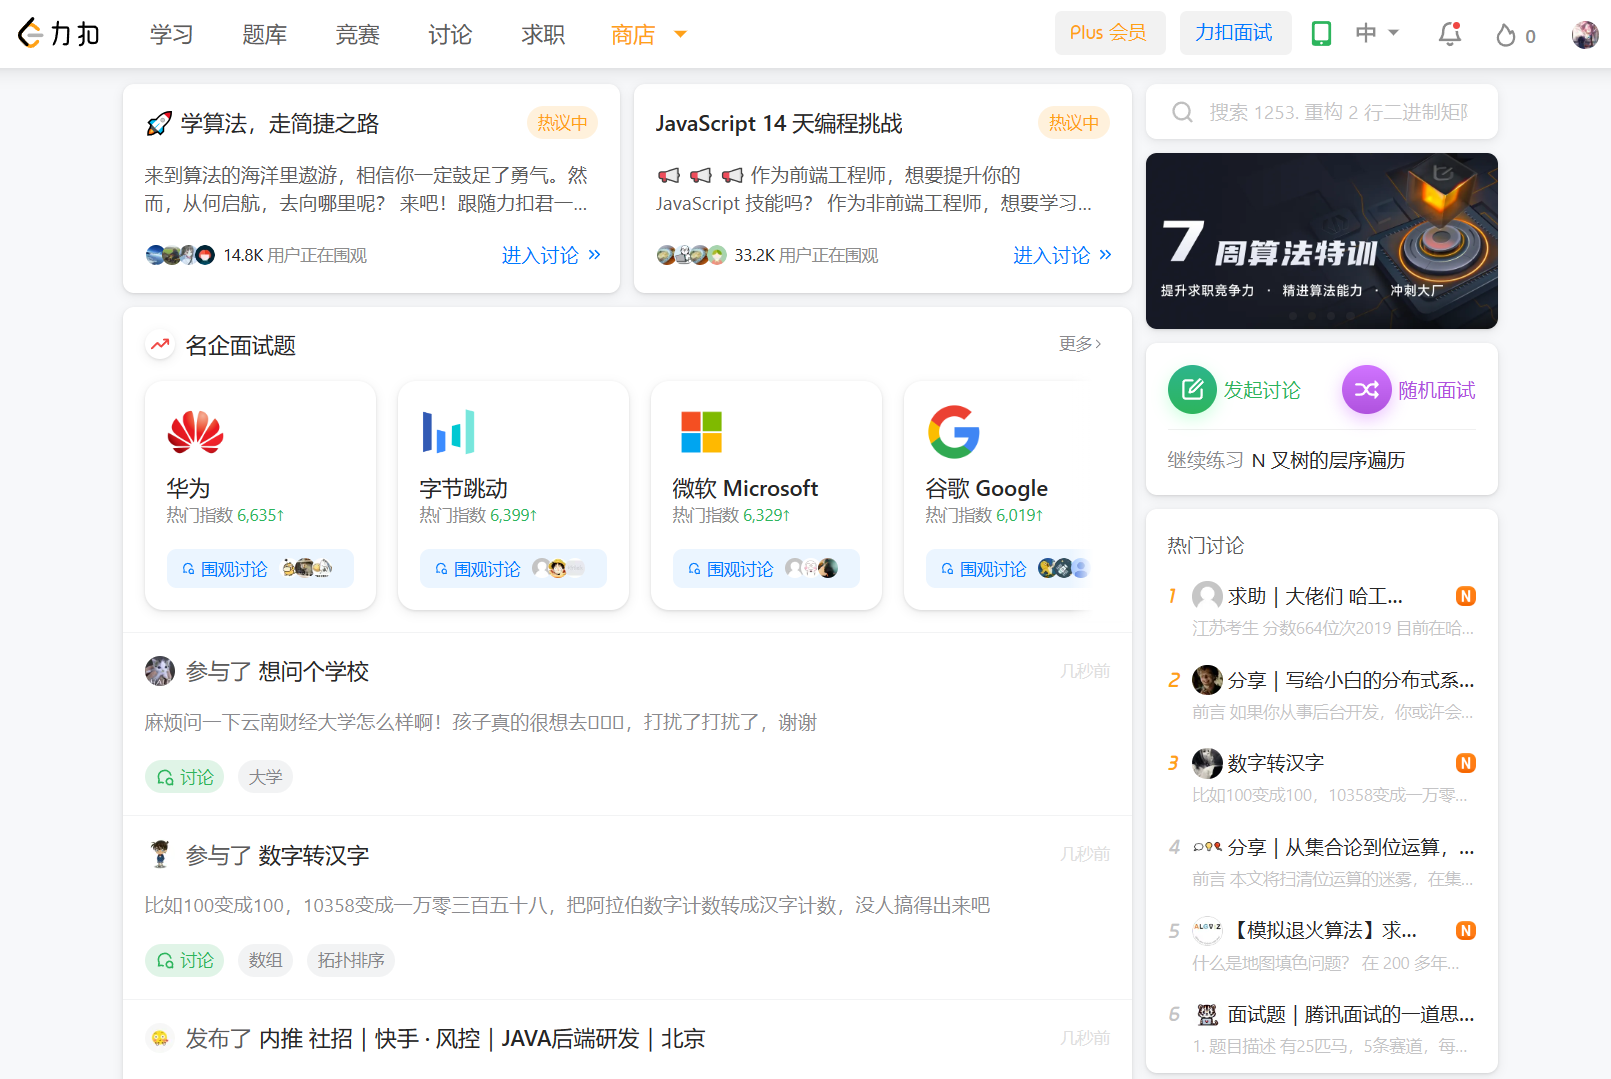 力扣 学习 题库 竞赛 讨论 求职 商店 Plus 会员 力扣面试 中 0
学算法，走简捷之路 热议中
来到算法的海洋里遨游，相信你一定鼓足了勇气。然
而，从何启航，去向哪里呢？ 来吧！跟随力扣君一...
14.8K 用户正在围观 进入讨论
JavaScript 14 天编程挑战 热议中
作为前端工程师，想要提升你的
JavaScript 技能吗？ 作为非前端工程师，想要学习...
33.2K 用户正在围观 进入讨论
搜索 1253. 重构 2 行二进制矩阵
7 周算法特训
提升求职竞争力 · 精进算法能力 · 冲刺大厂
名企面试题 更多
华为
热门指数 6,635↑
围观讨论
字节跳动
热门指数 6,399↑
围观讨论
微软 Microsoft
热门指数 6,329↑
围观讨论
谷歌 Google
热门指数 6,019↑
围观讨论
发起讨论 随机面试
继续练习 N 叉树的层序遍历
参与了 想问个学校 几秒前
麻烦问一下云南财经大学怎么样啊！孩子真的很想去▯▯▯，打扰了打扰了，谢谢
讨论 大学
参与了 数字转汉字 几秒前
比如100变成100，10358变成一万零三百五十八，把阿拉伯数字计数转成汉字计数，没人搞得出来吧
讨论 数组 拓扑排序
发布了 内推 社招 | 快手 · 风控 | JAVA后端研发 | 北京 几秒前
热门讨论
1 求助 | 大佬们 哈工... N
江苏考生 分数664位次2019 目前在哈...
2 分享 | 写给小白的分布式系...
前言 如果你从事后台开发，你或许会...
3 数字转汉字 N
比如100变成100，10358变成一万零...
4 分享 | 从集合论到位运算，...
前言 本文将扫清位运算的迷雾，在集...
5 【模拟退火算法】求... N
什么是地图填色问题？ 在 200 多年...
6 面试题 | 腾讯面试的一道思...
1. 题目描述 有25匹马，5条赛道，每...